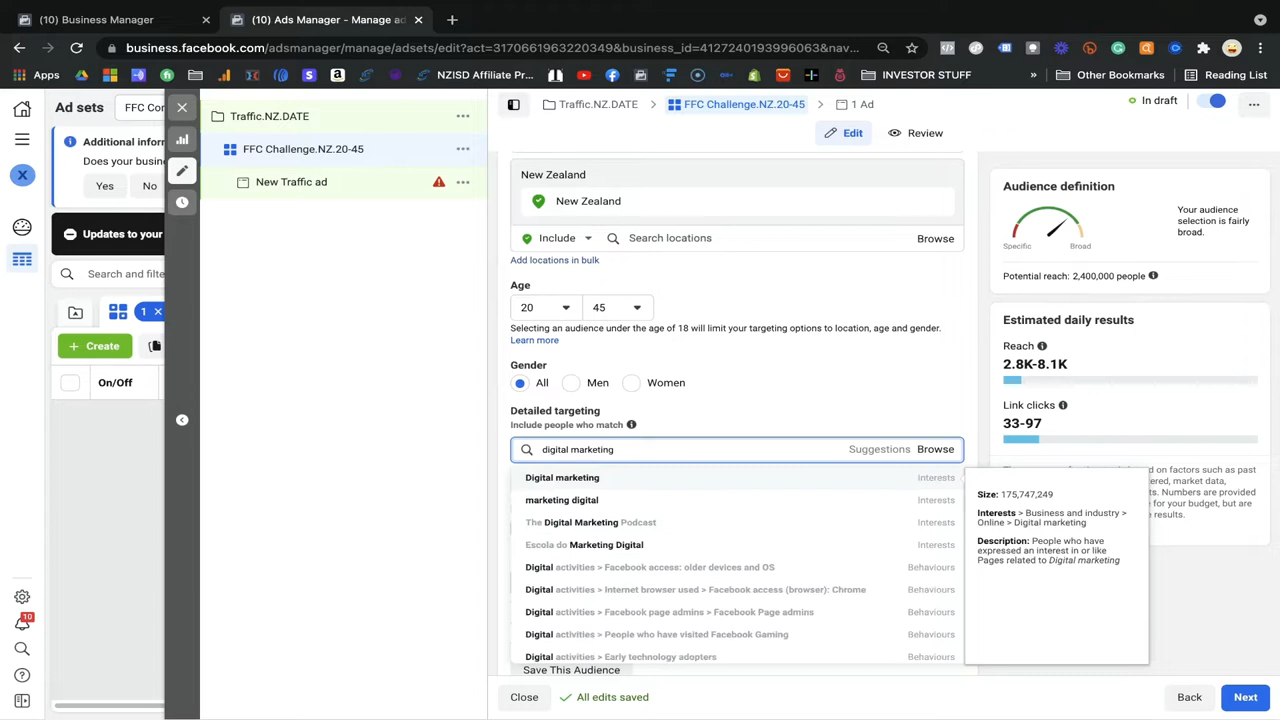 (10) Business Manager
(10) Ads Manager - Manage ad
business.facebook.com/adsmanager/manage/adsets/edit?act=3170661963220349&business_id=4127240193996063&nav...
Apps
NZISD Affiliate Pr...
INVESTOR STUFF
Other Bookmarks
Reading List
Ad sets
FFC Cor
Additional inforn
Does your busine
Yes
No
Updates to your
Search and filte
1
Create
On/Off
X
10
Traffic.NZ.DATE
FFC Challenge.NZ.20-45
New Traffic ad
Traffic.NZ.DATE
FFC Challenge.NZ.20-45
1 Ad
In draft
Edit
Review
New Zealand
New Zealand
Include
Search locations
Browse
Add locations in bulk
Age
20
45
Selecting an audience under the age of 18 will limit your targeting options to location, age and gender.
Learn more
Gender
All
Men
Women
Detailed targeting
Include people who match
digital marketing
Suggestions
Browse
Digital marketing Interests
marketing digital Interests
The Digital Marketing Podcast Interests
Escola do Marketing Digital Interests
Digital activities > Facebook access: older devices and OS Behaviours
Digital activities > Internet browser used > Facebook access (browser): Chrome Behaviours
Digital activities > Facebook page admins > Facebook Page admins Behaviours
Digital activities > People who have visited Facebook Gaming Behaviours
Digital activities > Early technology adopters Behaviours
Save This Audience
Close
All edits saved
Back
Next
Audience definition
Specific
Broad
Your audience
selection is fairly
broad.
Potential reach: 2,400,000 people
Estimated daily results
Reach
2.8K-8.1K
Link clicks
33-97
d on factors such as past
ered, market data,
s. Numbers are provided
for your budget, but are
e results.
Size: 175,747,249
Interests > Business and industry >
Online > Digital marketing
Description: People who have
expressed an interest in or like
Pages related to Digital marketing